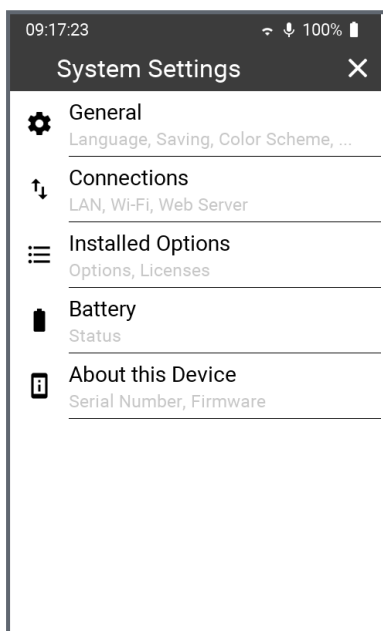 09:17:23 100%
System Settings
General
Language, Saving, Color Scheme, ...
Connections
LAN, Wi-Fi, Web Server
Installed Options
Options, Licenses
Battery
Status
About this Device
Serial Number, Firmware